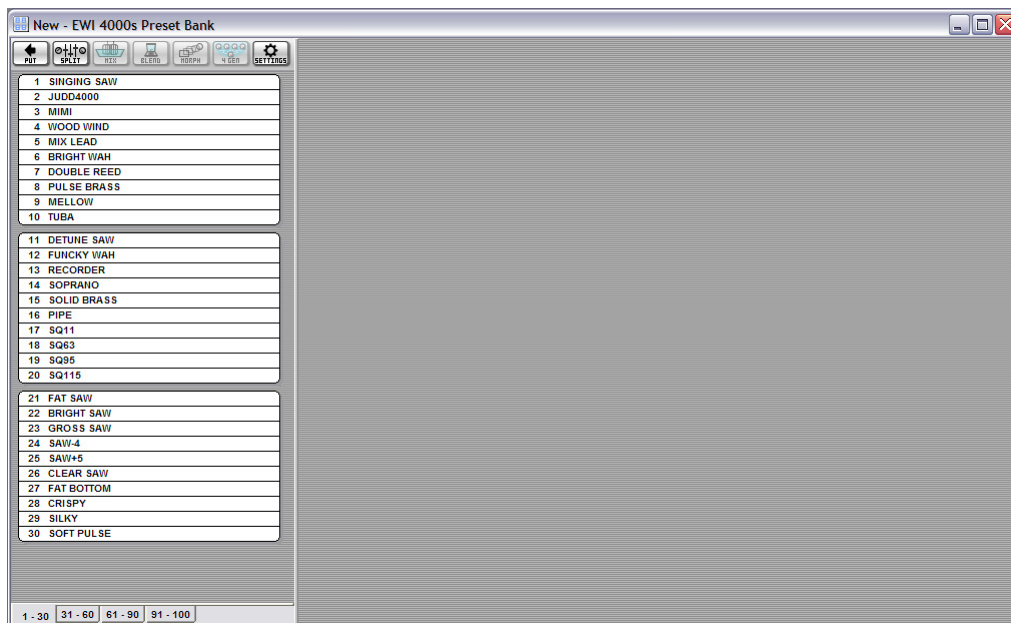 New - EWI 4000s Preset Bank
PUT SPLIT MIX BLEND MORPH 4 GEN SETTINGS
1 SINGING SAW
2 JUDD4000
3 MIMI
4 WOOD WIND
5 MIX LEAD
6 BRIGHT WAH
7 DOUBLE REED
8 PULSE BRASS
9 MELLOW
10 TUBA
11 DETUNE SAW
12 FUNCKY WAH
13 RECORDER
14 SOPRANO
15 SOLID BRASS
16 PIPE
17 SQ11
18 SQ63
19 SQ95
20 SQ115
21 FAT SAW
22 BRIGHT SAW
23 GROSS SAW
24 SAW-4
25 SAW+5
26 CLEAR SAW
27 FAT BOTTOM
28 CRISPY
29 SILKY
30 SOFT PULSE
1 - 30 31 - 60 61 - 90 91 - 100